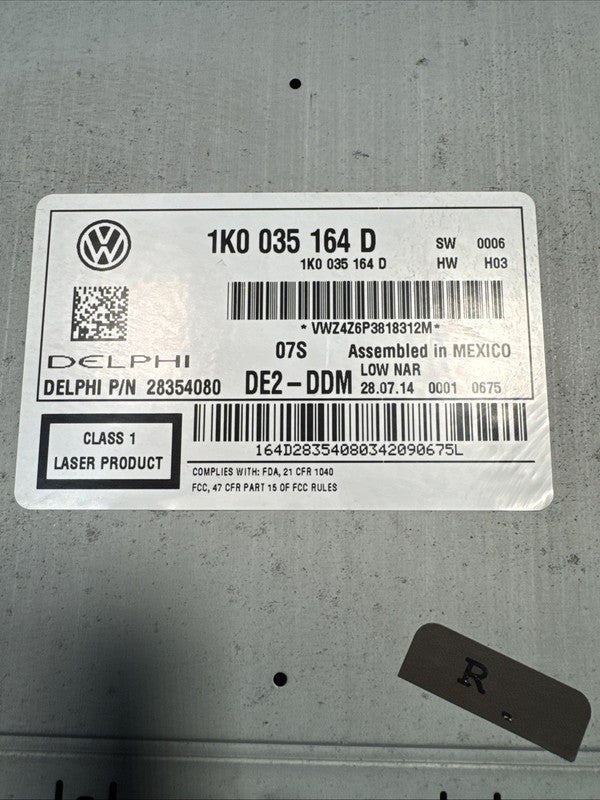 1K0 035 164 D
SW 0006
1K0 035 164 D
HW H03
* VWZ4Z6P3818312M *
DELPHI
07S Assembled in MEXICO
LOW NAR
DELPHI P/N 28354080 DE2-DDM 28.07.14 0001 0675
164D28354080342090675L
CLASS 1
LASER PRODUCT
COMPLIES WITH: FDA, 21 CFR 1040
FCC, 47 CFR PART 15 OF FCC RULES
R.